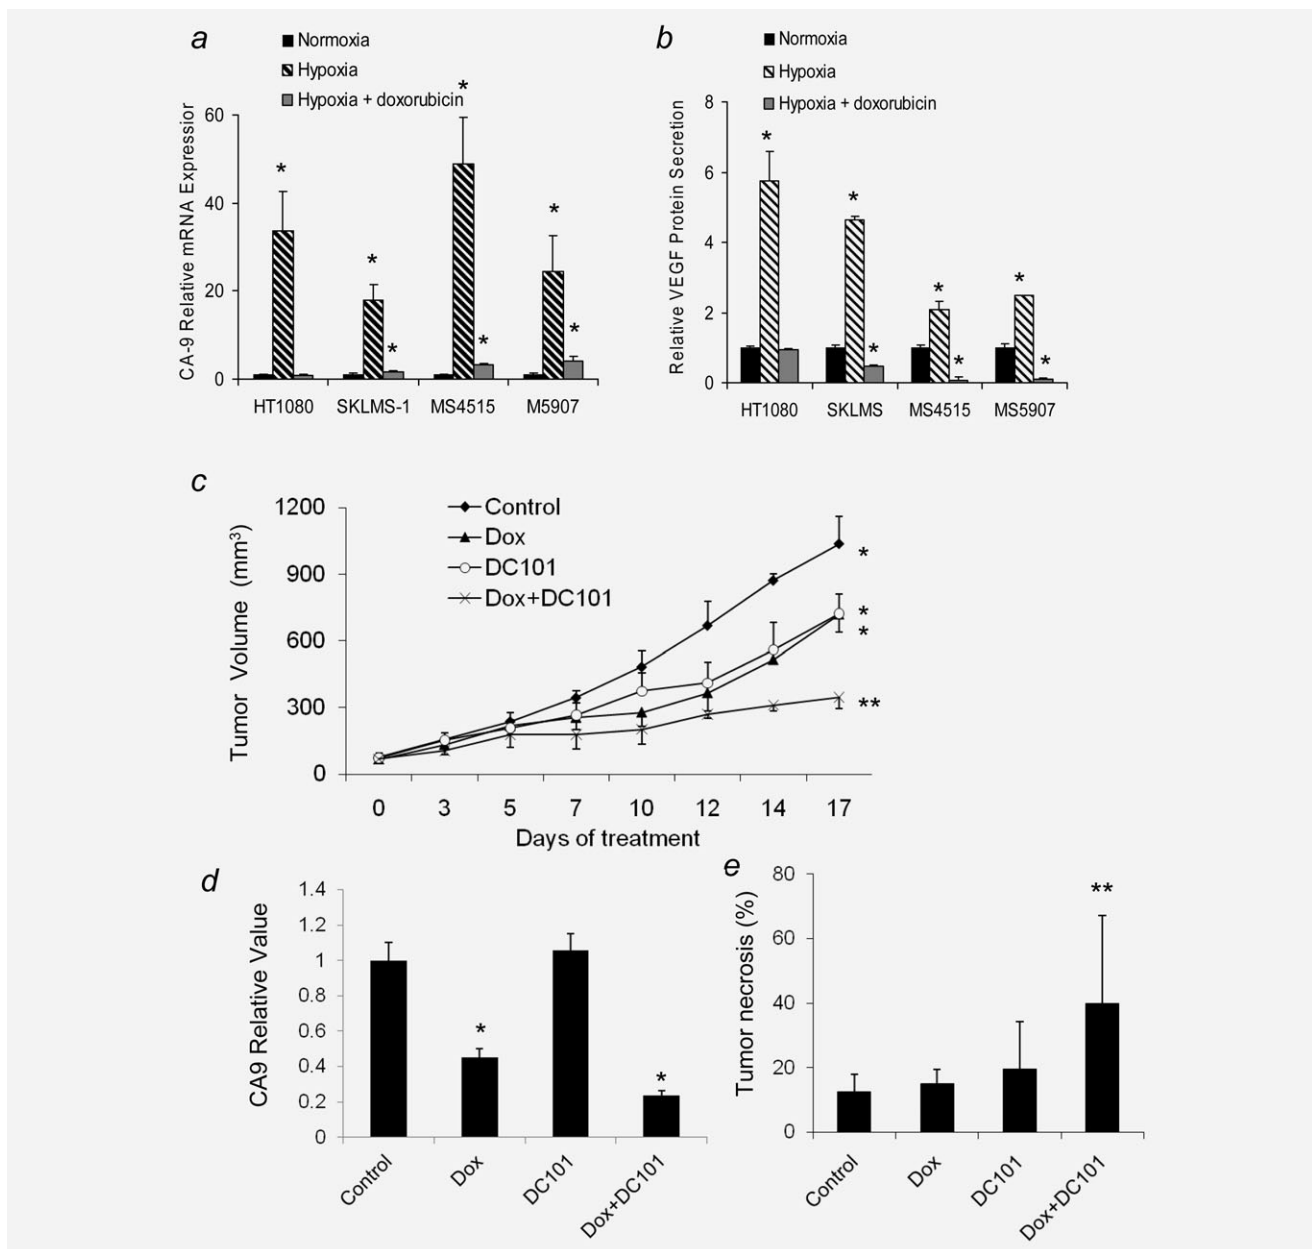 a
Normoxia
Hypoxia
Hypoxia + doxorubicin
CA-9 Relative mRNA Expression
60
40
20
0
* * * * * * *
HT1080 SKLMS-1 MS4515 M5907
b
Normoxia
Hypoxia
Hypoxia + doxorubicin
Relative VEGF Protein Secretion
8
6
4
2
0
* * * * * * *
HT1080 SKLMS MS4515 MS5907
c
Control
Dox
DC101
Dox+DC101
Tumor Volume (mm³)
1200
900
600
300
0
*
*
*
**
0 3 5 7 10 12 14 17
Days of treatment
d
CA9 Relative Value
1.4
1.2
1
0.8
0.6
0.4
0.2
0
* *
Control Dox DC101 Dox+DC101
e
Tumor necrosis (%)
80
60
40
20
0
**
Control Dox DC101 Dox+DC101